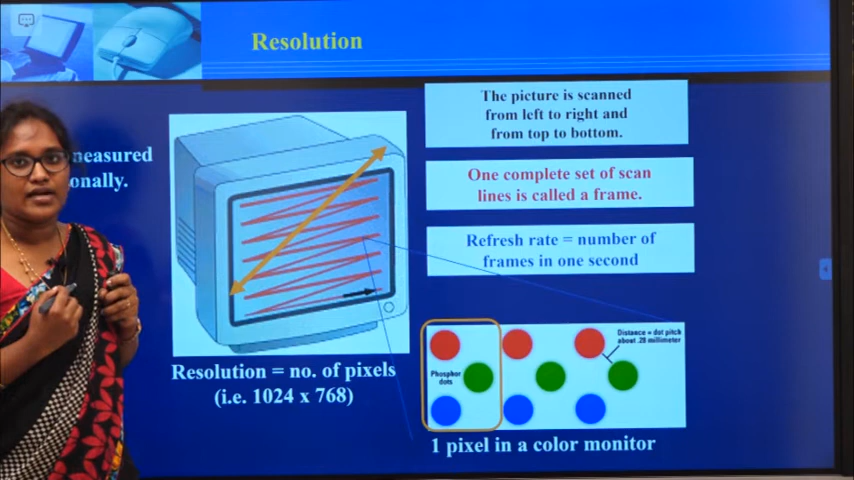 Resolution
measured
onally.
The picture is scanned
from left to right and
from top to bottom.
One complete set of scan
lines is called a frame.
Refresh rate = number of
frames in one second
Distance = dot pitch
about .28 millimeter
Phosphor
dots
Resolution = no. of pixels
(i.e. 1024 x 768)
1 pixel in a color monitor